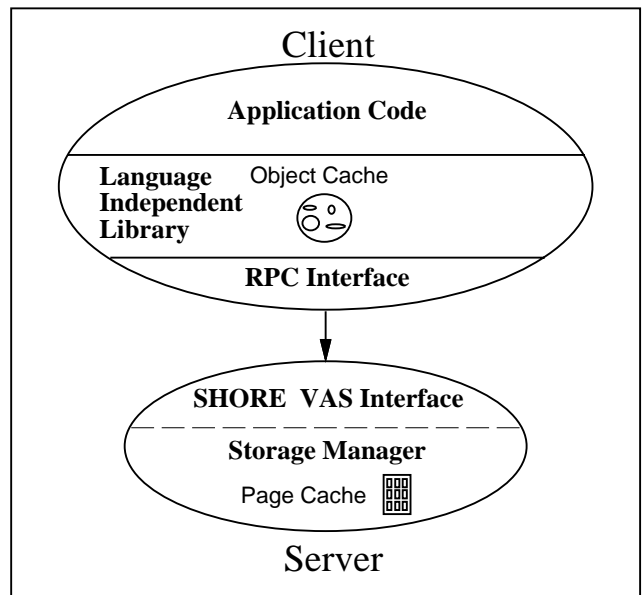 Client
Application Code
Language Object Cache
Independent
Library
RPC Interface
SHORE VAS Interface
Storage Manager
Page Cache
Server